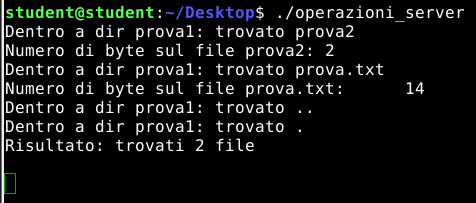 student@student:~/Desktop$ ./operazioni_server
Dentro a dir prova1: trovato prova2
Numero di byte sul file prova2: 2
Dentro a dir prova1: trovato prova.txt
Numero di byte sul file prova.txt:      14
Dentro a dir prova1: trovato ..
Dentro a dir prova1: trovato .
Risultato: trovati 2 file